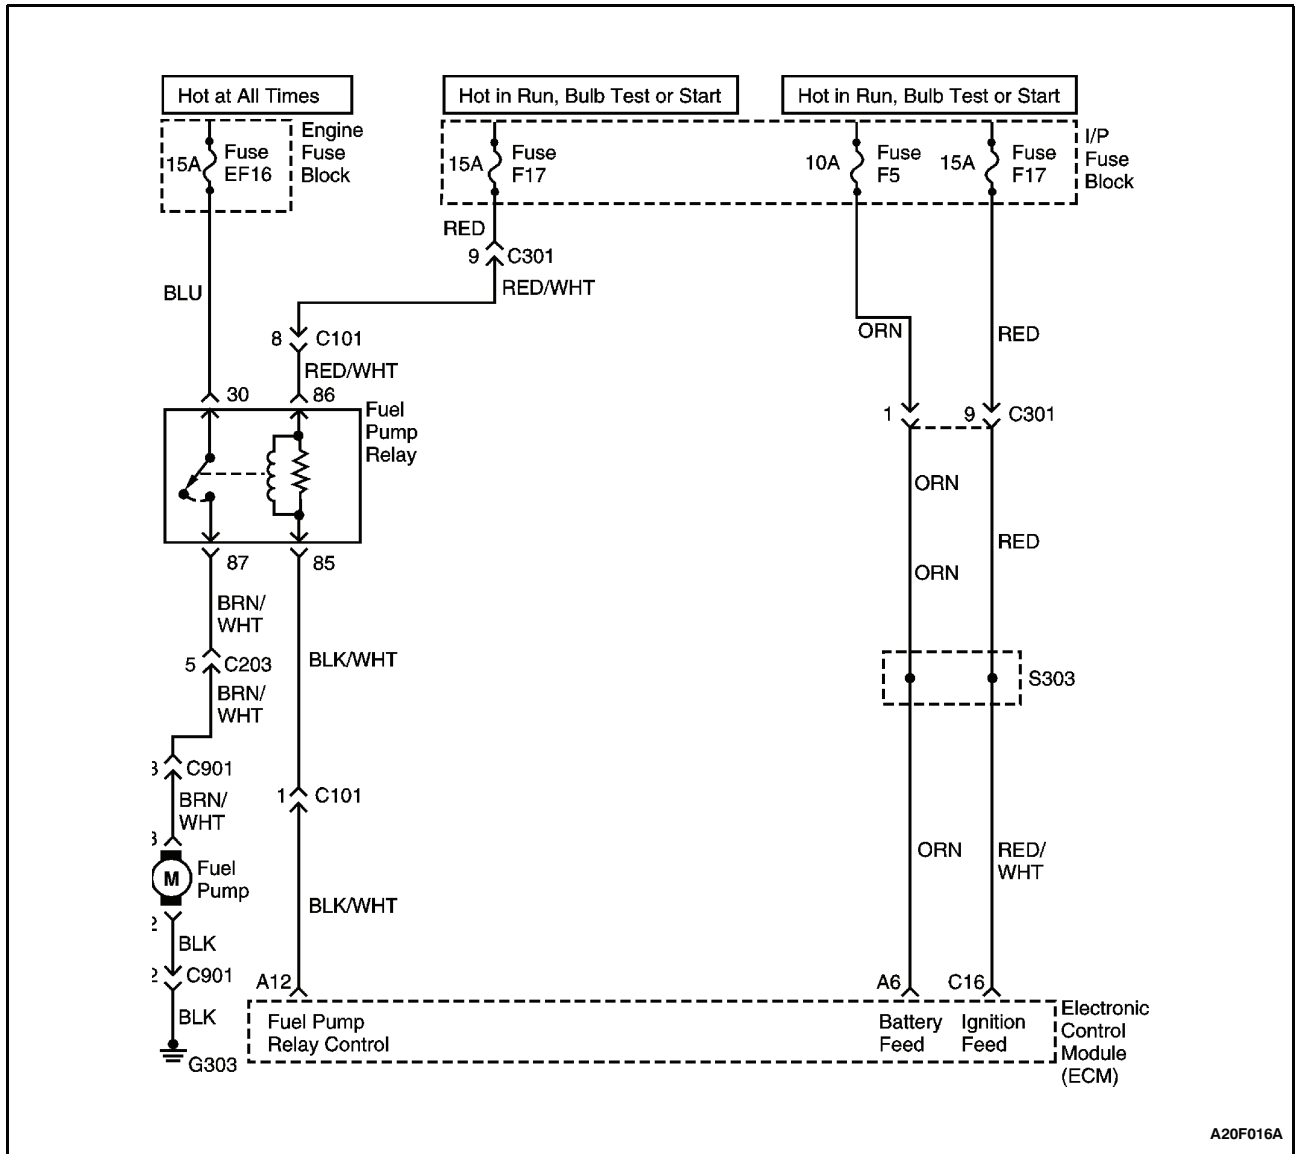 Hot at All Times
Hot in Run, Bulb Test or Start
Hot in Run, Bulb Test or Start
15A
Fuse
EF16
Engine
Fuse
Block
15A
Fuse
F17
10A
Fuse
F5
15A
Fuse
F17
I/P
Fuse
Block
RED
9 C301
RED/WHT
BLU
8 C101
RED/WHT
ORN
RED
30
86
Fuel
Pump
Relay
1
9 C301
ORN
RED
ORN
87
85
BRN/
WHT
5 C203
BRN/
WHT
BLK/WHT
S303
3 C901
BRN/
WHT
1 C101
3
M
Fuel
Pump
2
BLK
2 C901
BLK
G303
BLK/WHT
ORN
RED/
WHT
A12
A6
C16
Fuel Pump
Relay Control
Battery
Feed
Ignition
Feed
Electronic
Control
Module
(ECM)
A20F016A